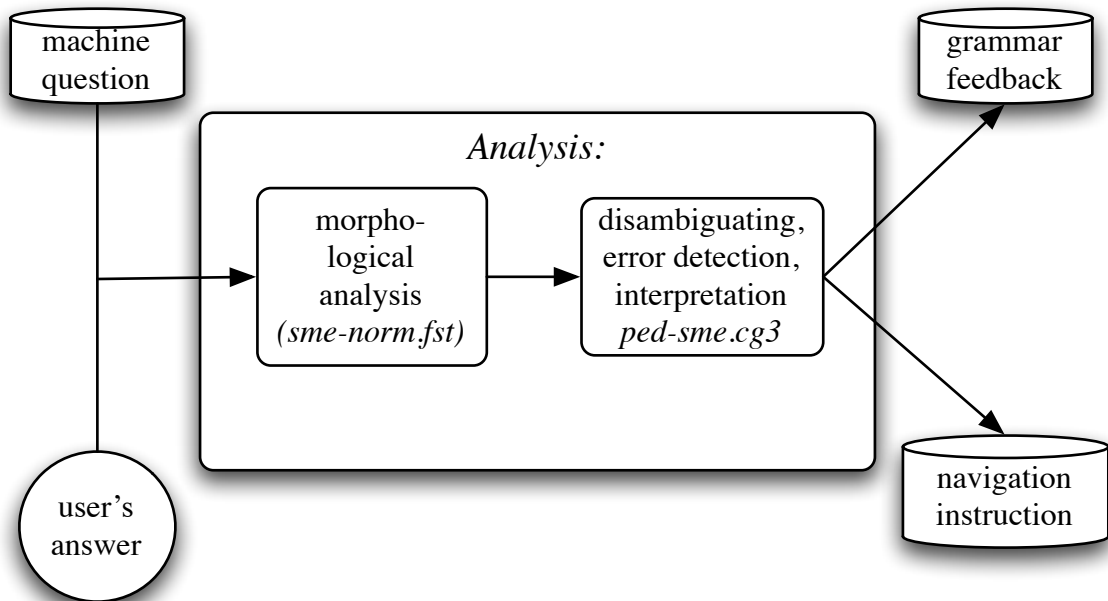 machine
question
grammar
feedback
Analysis:
morpho-
logical
analysis
(sme-norm.fst)
disambiguating,
error detection,
interpretation
ped-sme.cg3
user’s
answer
navigation
instruction